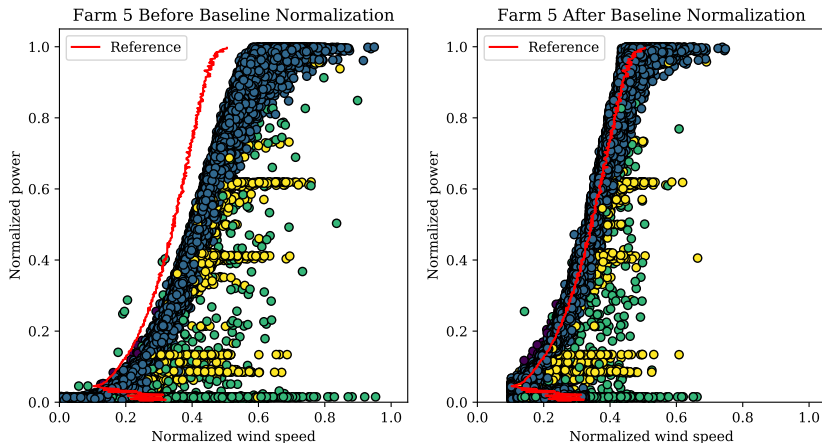 Farm 5 Before Baseline Normalization
Farm 5 After Baseline Normalization
Reference
Reference
Normalized power
1.0
0.8
0.6
0.4
0.2
0.0
0.0 0.2 0.4 0.6 0.8 1.0
Normalized wind speed
Normalized power
1.0
0.8
0.6
0.4
0.2
0.0
0.0 0.2 0.4 0.6 0.8 1.0
Normalized wind speed